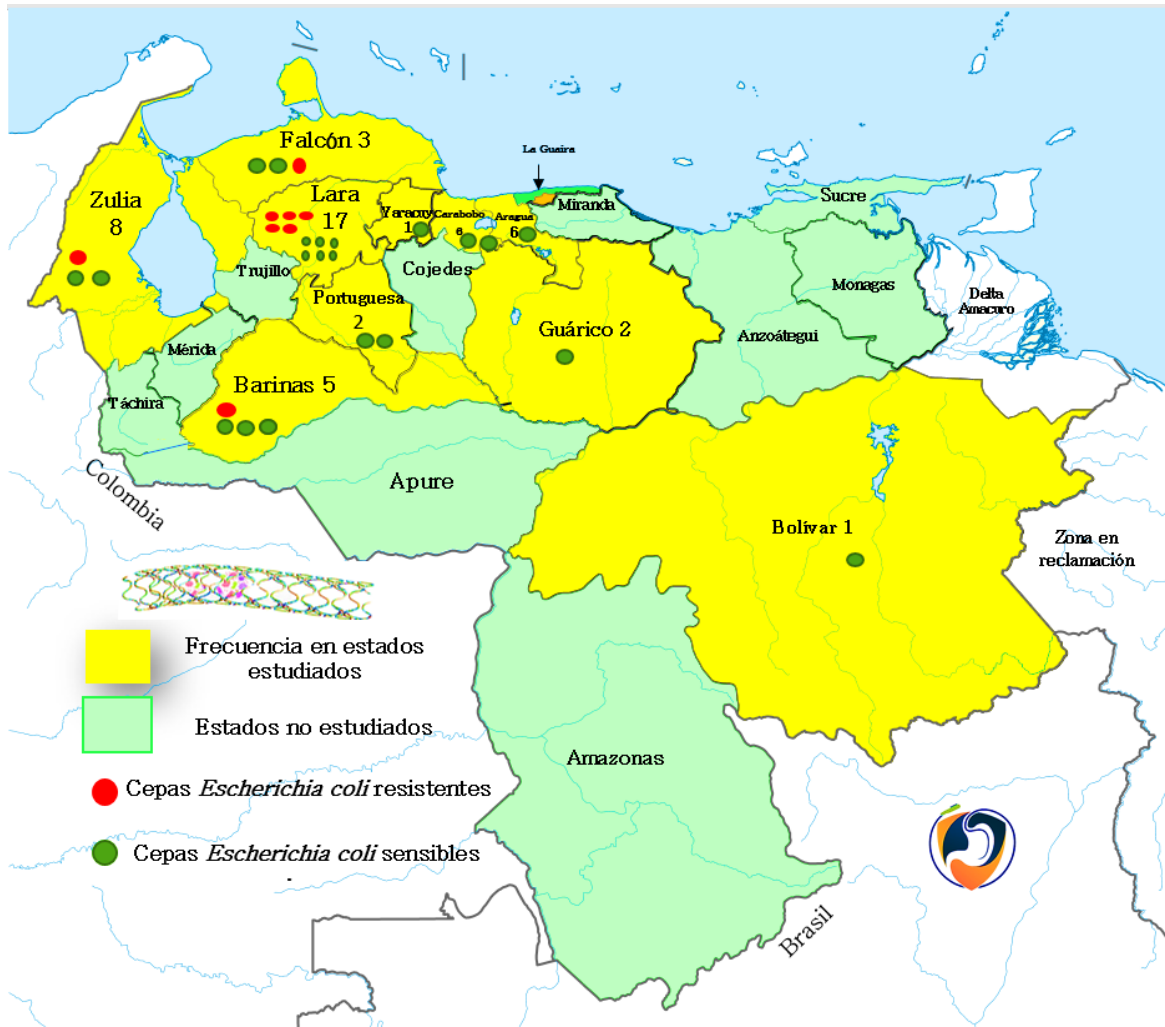 La Guaira
Falcón 3
Zulia
8
Lara
17
Yaracuy
1
Carabobo
6
Aragua
6
Miranda
Sucre
Trujillo
Cojedes
Portuguesa
2
Guárico 2
Monagas
Delta
Amacuro
Anzoátegui
Mérida
Barinas 5
Táchira
Apure
Colombia
Bolívar 1
Zona en
reclamación
Frecuencia en estados
estudiados
Estados no estudiados
Amazonas
Cepas Escherichia coli resistentes
Cepas Escherichia coli sensibles
.
Brasil